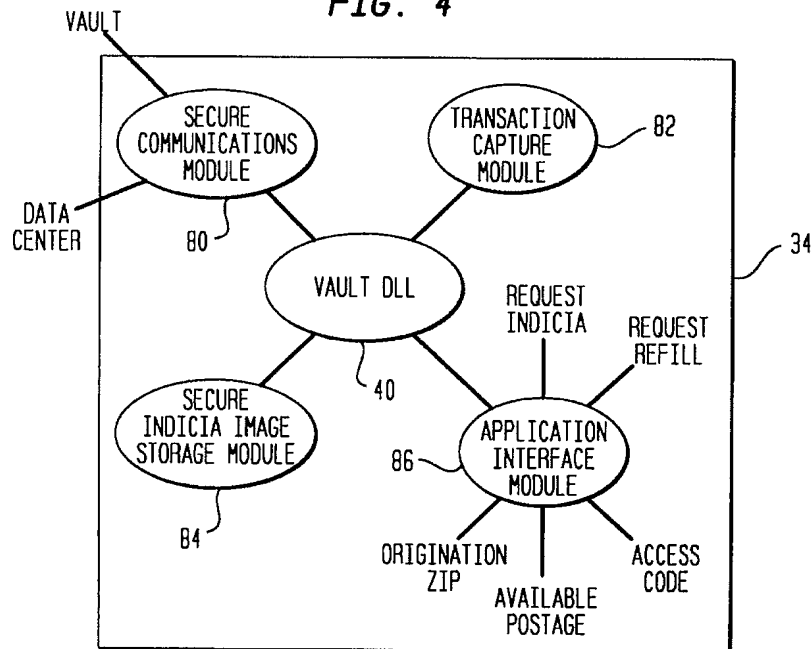 FIG. 4
VAULT
SECURE
COMMUNICATIONS
MODULE
TRANSACTION
CAPTURE
MODULE
82
DATA
CENTER
80
34
VAULT DLL
REQUEST
INDICIA
REQUEST
REFILL
40
SECURE
INDICIA IMAGE
STORAGE MODULE
APPLICATION
INTERFACE
MODULE
86
84
ORIGINATION
ZIP
AVAILABLE
POSTAGE
ACCESS
CODE